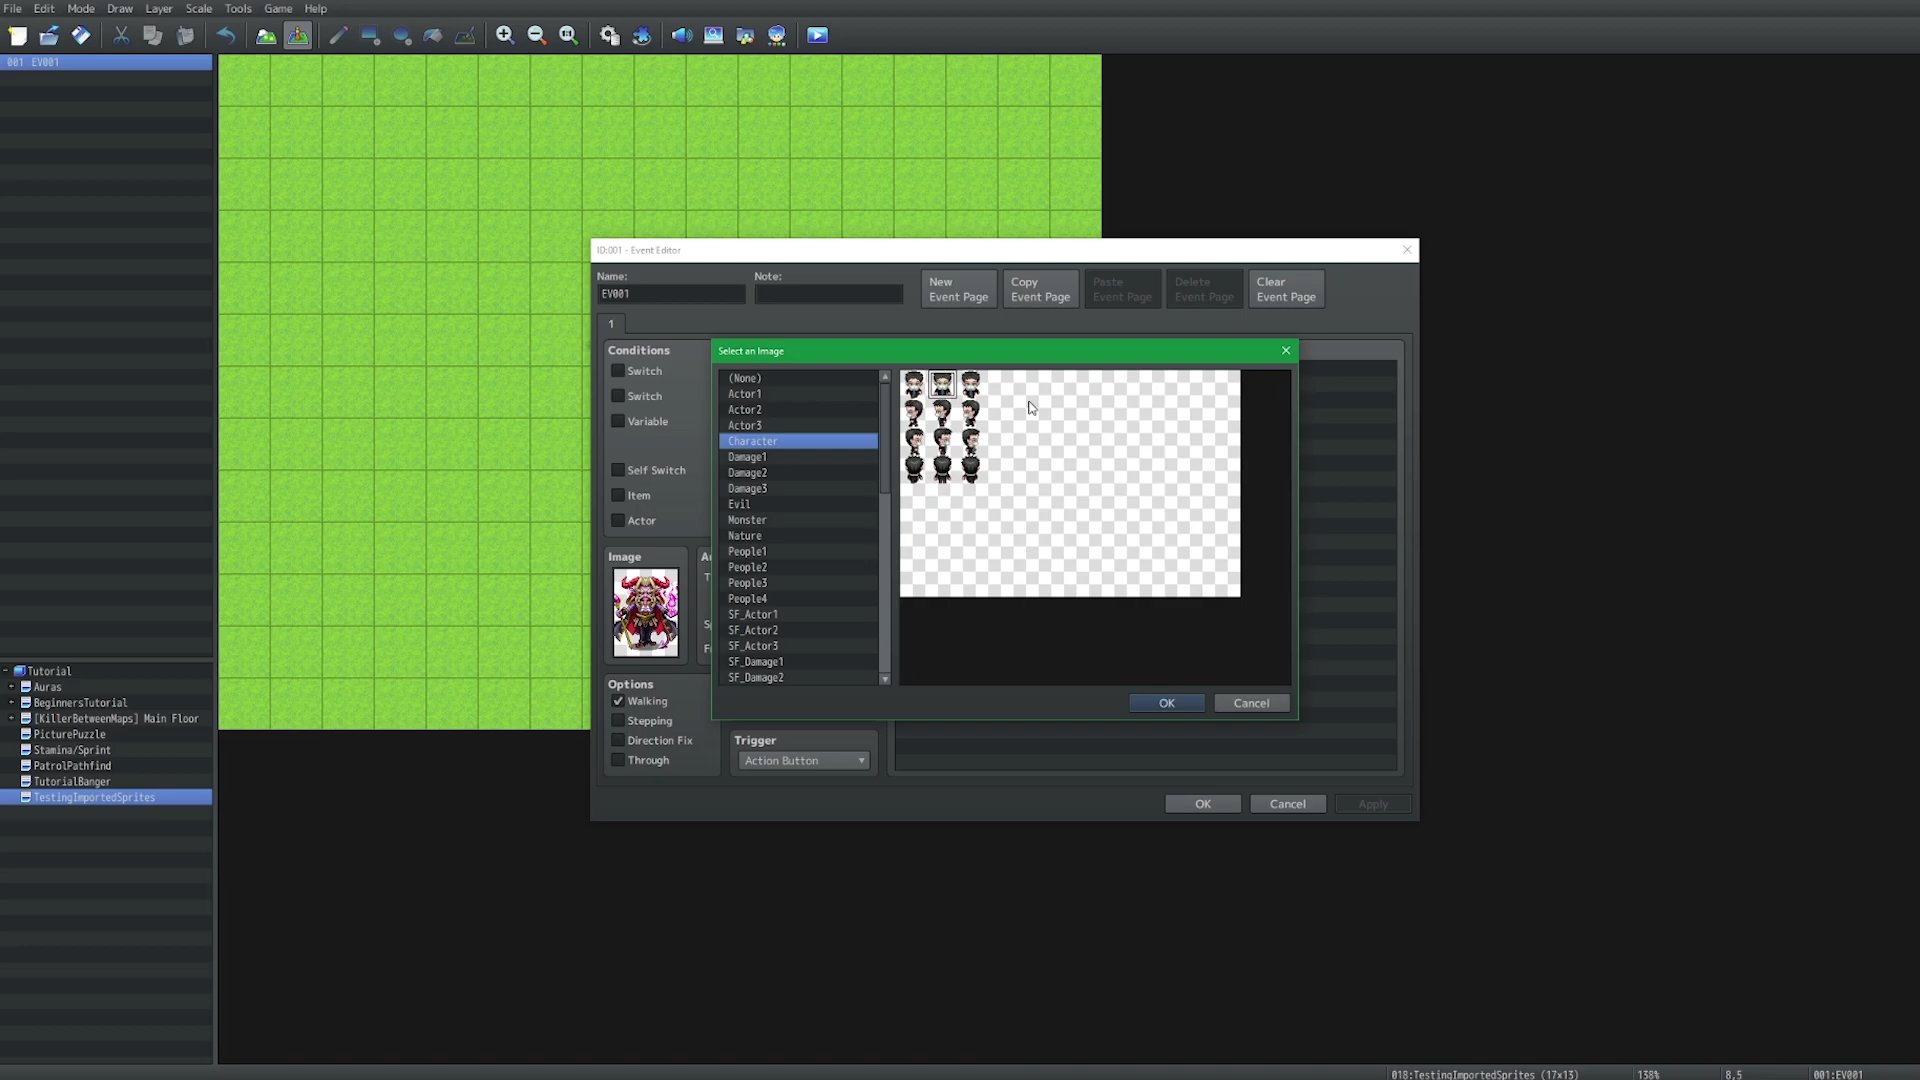 File Edit Mode Draw Layer Scale Tools Game Help
001 EV001
ID:001 - Event Editor
Name:
Note:
EV001
New
Event Page
Copy
Event Page
Paste
Event Page
Delete
Event Page
Clear
Event Page
1
Conditions
Switch
Switch
Variable
Self Switch
Item
Actor
Image
Options
Walking
Stepping
Direction Fix
Through
Trigger
Action Button
OK
Cancel
Apply
Select an Image
(None)
Actor1
Actor2
Actor3
Character
Damage1
Damage2
Damage3
Evil
Monster
Nature
People1
People2
People3
People4
SF_Actor1
SF_Actor2
SF_Actor3
SF_Damage1
SF_Damage2
OK
Cancel
Tutorial
Auras
BeginnersTutorial
[KillerBetweenMaps] Main Floor
PicturePuzzle
Stamina/Sprint
PatrolPathfind
TutorialBanger
TestingImportedSprites
018:TestingImportedSprites (17x13)
138%
8,5
001:EV001